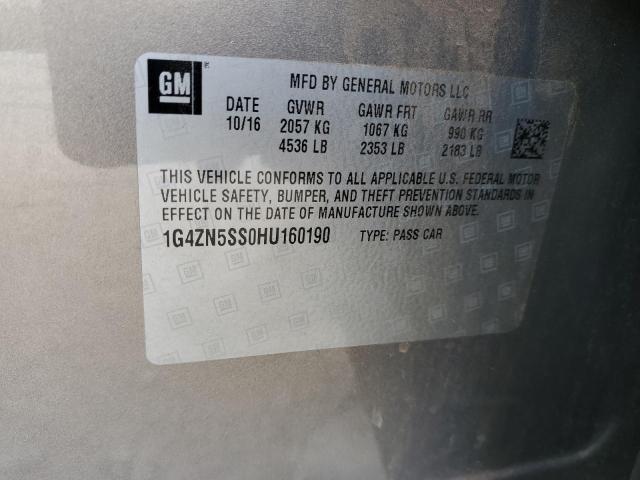 GM MFD BY GENERAL MOTORS LLC
DATE GVWR GAWR FRT GAWR RR
10/16 2057 KG 1067 KG 990 KG
4536 LB 2353 LB 2183 LB
THIS VEHICLE CONFORMS TO ALL APPLICABLE U.S. FEDERAL MOTOR
VEHICLE SAFETY, BUMPER, AND THEFT PREVENTION STANDARDS IN
EFFECT ON THE DATE OF MANUFACTURE SHOWN ABOVE.
1G4ZN5SS0HU160190 TYPE: PASS CAR